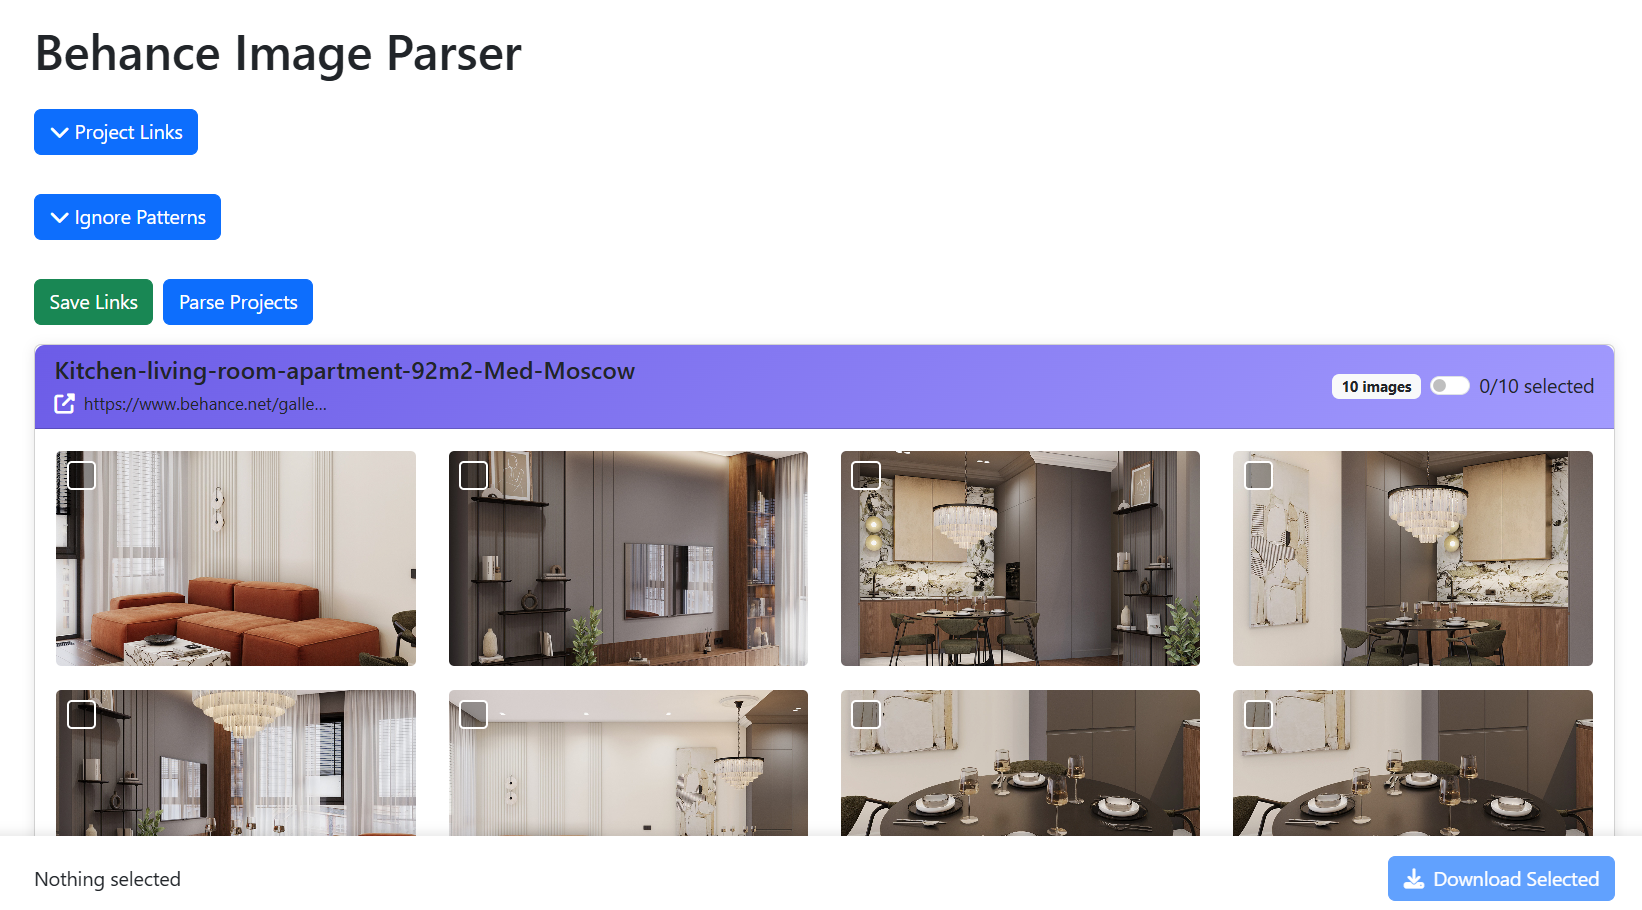 Behance Image Parser
Project Links
Ignore Patterns
Save Links Parse Projects
Kitchen-living-room-apartment-92m2-Med-Moscow
https://www.behance.net/galle...
10 images 0/10 selected
Nothing selected
Download Selected